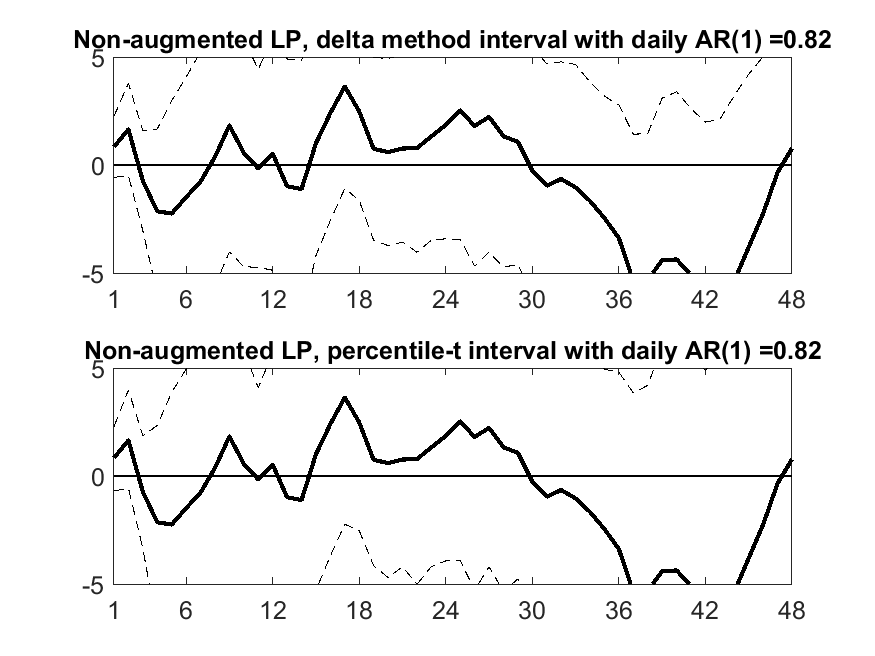 Non-augmented LP, delta method interval with daily AR(1) =0.82
5
0
-5
1 6 12 18 24 30 36 42 48
Non-augmented LP, percentile-t interval with daily AR(1) =0.82
5
0
-5
1 6 12 18 24 30 36 42 48